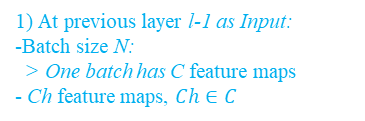 1) At previous layer l-1 as Input:
-Batch size N:
> One batch has C feature maps
- Ch feature maps, Ch ∈ C